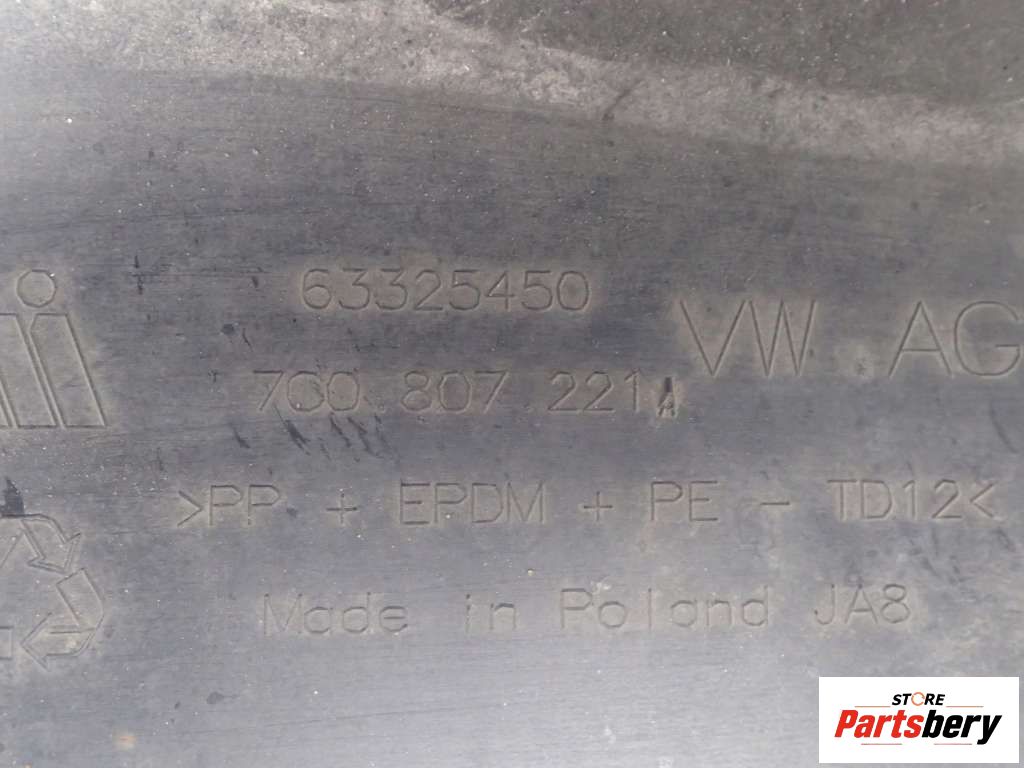 63325450
VW AG
7C0 807 221 A
>PP + EPDM + PE - TD12<
Made in Poland JA8
STORE
Partsbery